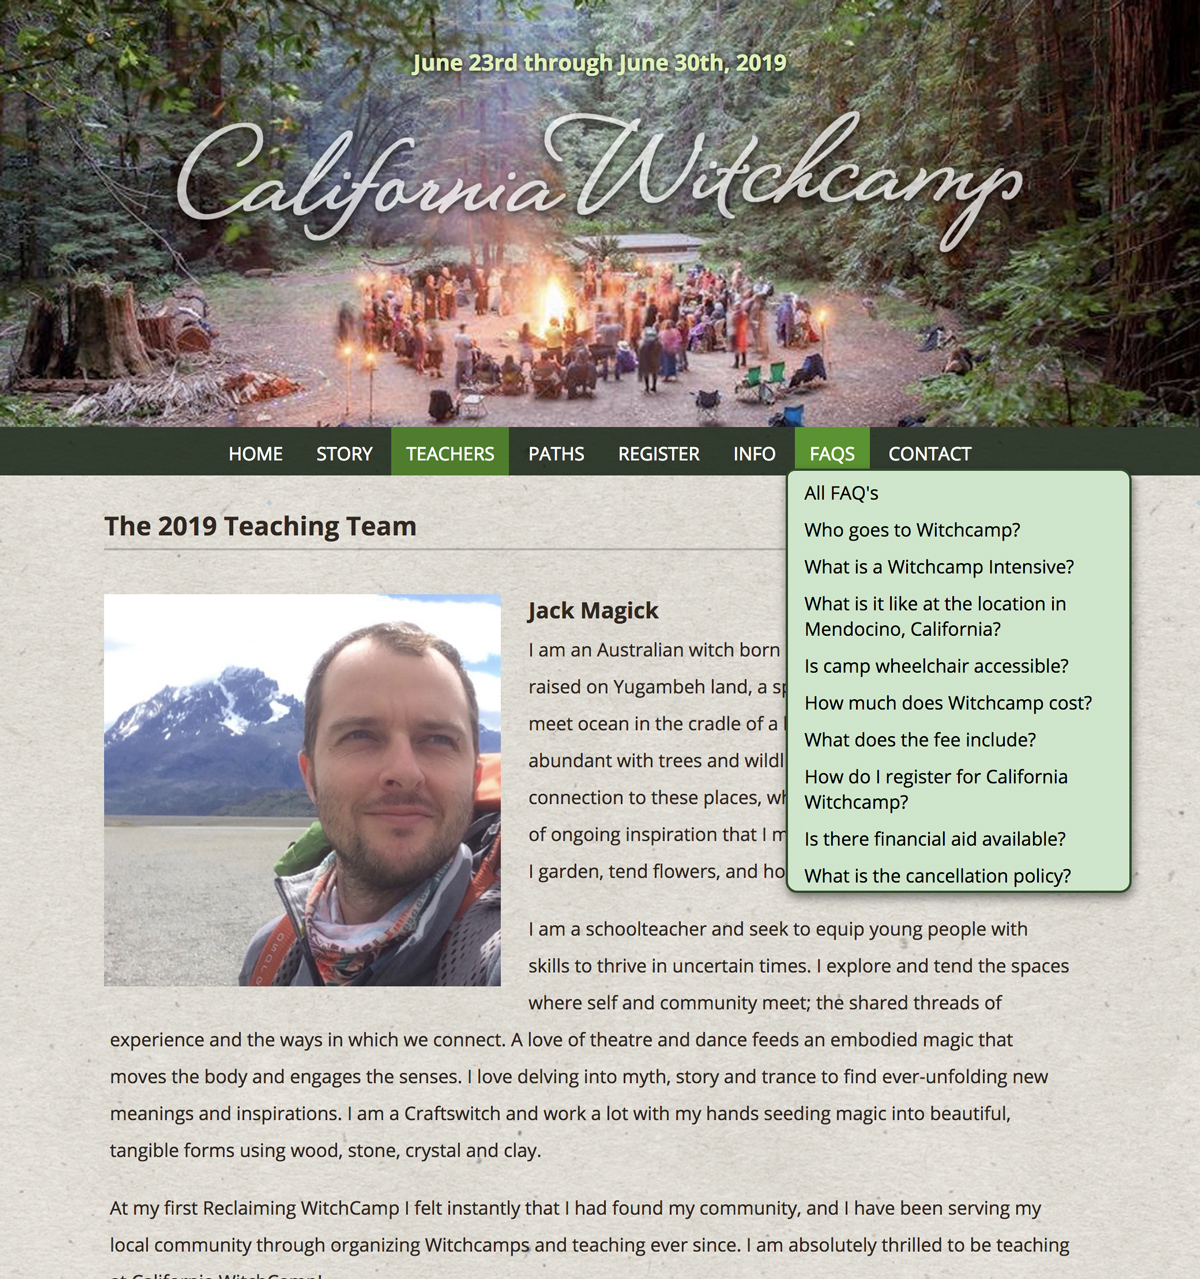 June 23rd through June 30th, 2019
California Witchcamp
HOME STORY TEACHERS PATHS REGISTER INFO FAQS CONTACT
All FAQ's
Who goes to Witchcamp?
What is a Witchcamp Intensive?
What is it like at the location in
Mendocino, California?
Is camp wheelchair accessible?
How much does Witchcamp cost?
What does the fee include?
How do I register for California
Witchcamp?
Is there financial aid available?
What is the cancellation policy?
The 2019 Teaching Team
Jack Magick
I am an Australian witch born
raised on Yugambeh land, a
meet ocean in the cradle of a
abundant with trees and
connection to these places,
of ongoing inspiration that I
I garden, tend flowers, and
I am a schoolteacher and seek to equip young people with
skills to thrive in uncertain times. I explore and tend the spaces
where self and community meet; the shared threads of
experience and the ways in which we connect. A love of theatre and dance feeds an embodied magic that
moves the body and engages the senses. I love delving into myth, story and trance to find ever-unfolding new
meanings and inspirations. I am a Craftswitch and work a lot with my hands seeding magic into beautiful,
tangible forms using wood, stone, crystal and clay.
At my first Reclaiming WitchCamp I felt instantly that I had found my community, and I have been serving my
local community through organizing Witchcamps and teaching ever since. I am absolutely thrilled to be teaching
at California WitchCamp!